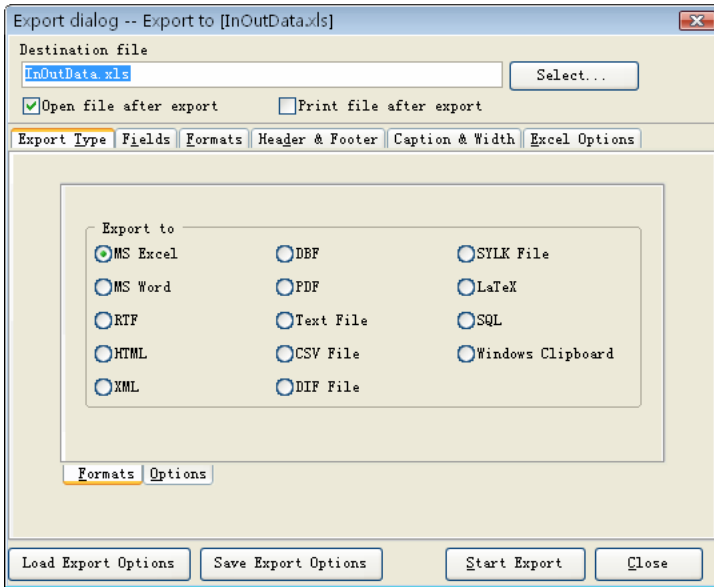 Export dialog -- Export to [InOutData.xls]
Destination file
InOutData.xls
Select...
Open file after export
Print file after export
Export Type Fields Formats Header & Footer Caption & Width Excel Options
Export to
MS Excel DBF SYLK File
MS Word PDF LaTeX
RTF Text File SQL
HTML CSV File Windows Clipboard
XML DIF File
Formats Options
Load Export Options Save Export Options Start Export Close